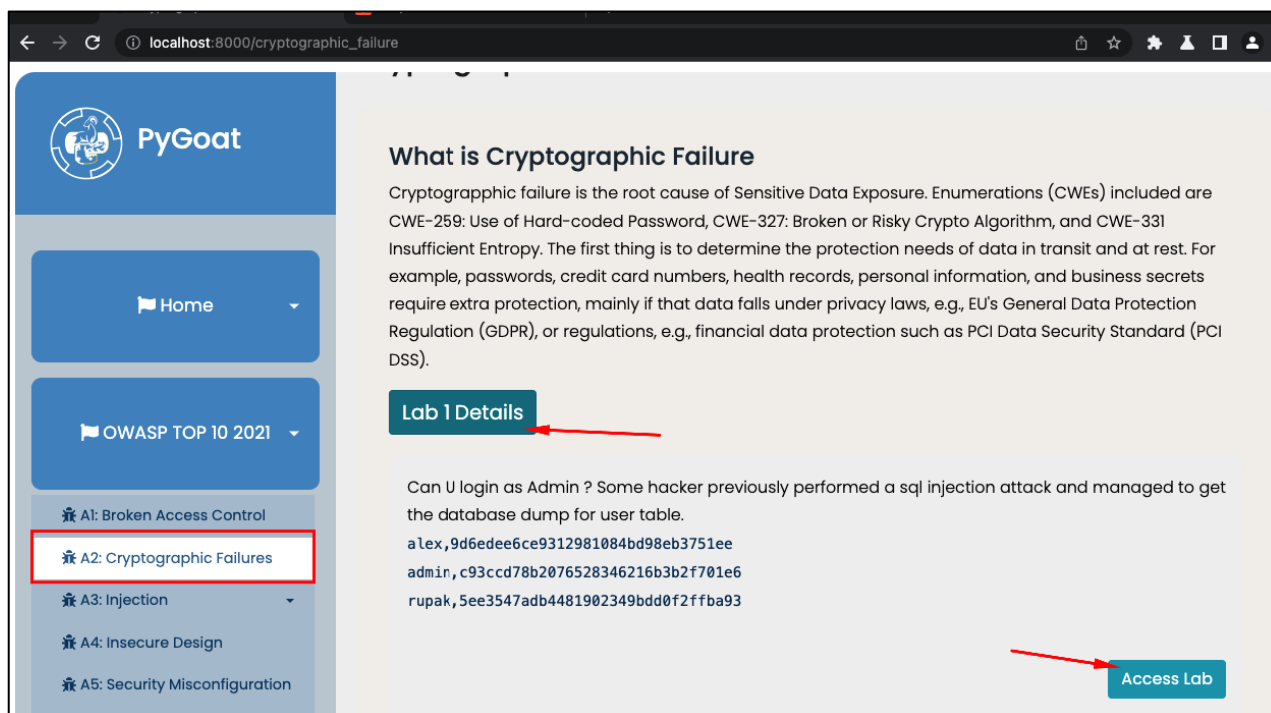 localhost:8000/cryptographic_failure
PyGoat
Home
OWASP TOP 10 2021
A1: Broken Access Control
A2: Cryptographic Failures
A3: Injection
A4: Insecure Design
A5: Security Misconfiguration
What is Cryptographic Failure
Cryptograpphic failure is the root cause of Sensitive Data Exposure. Enumerations (CWEs) included are
CWE-259: Use of Hard-coded Password, CWE-327: Broken or Risky Crypto Algorithm, and CWE-331
Insufficient Entropy. The first thing is to determine the protection needs of data in transit and at rest. For
example, passwords, credit card numbers, health records, personal information, and business secrets
require extra protection, mainly if that data falls under privacy laws, e.g., EU's General Data Protection
Regulation (GDPR), or regulations, e.g., financial data protection such as PCI Data Security Standard (PCI
DSS).
Lab 1 Details
Can U login as Admin ? Some hacker previously performed a sql injection attack and managed to get
the database dump for user table.
alex,9d6edee6ce9312981084bd98eb3751ee
admin,c93ccd78b2076528346216b3b2f701e6
rupak,5ee3547adb4481902349bdd0f2ffba93
Access Lab